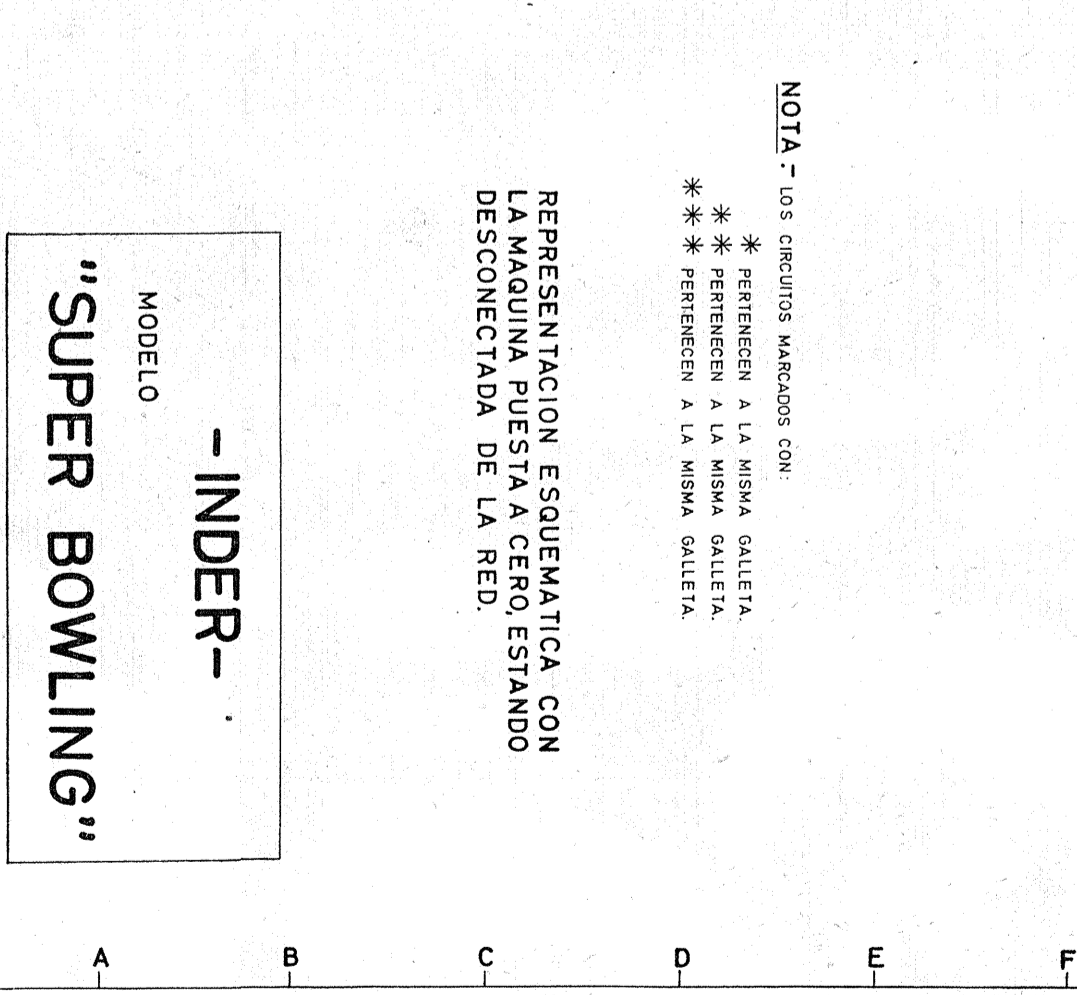 NOTA.- LOS CIRCUITOS MARCADOS CON:
* PERTENECEN A LA MISMA GALLETA.
* * PERTENECEN A LA MISMA GALLETA.
* * * PERTENECEN A LA MISMA GALLETA.
REPRESENTACION ESQUEMATICA CON
LA MAQUINA PUESTA A CERO, ESTANDO
DESCONECTADA DE LA RED.
-INDER-
MODELO
"SUPER BOWLING"
A B C D E F